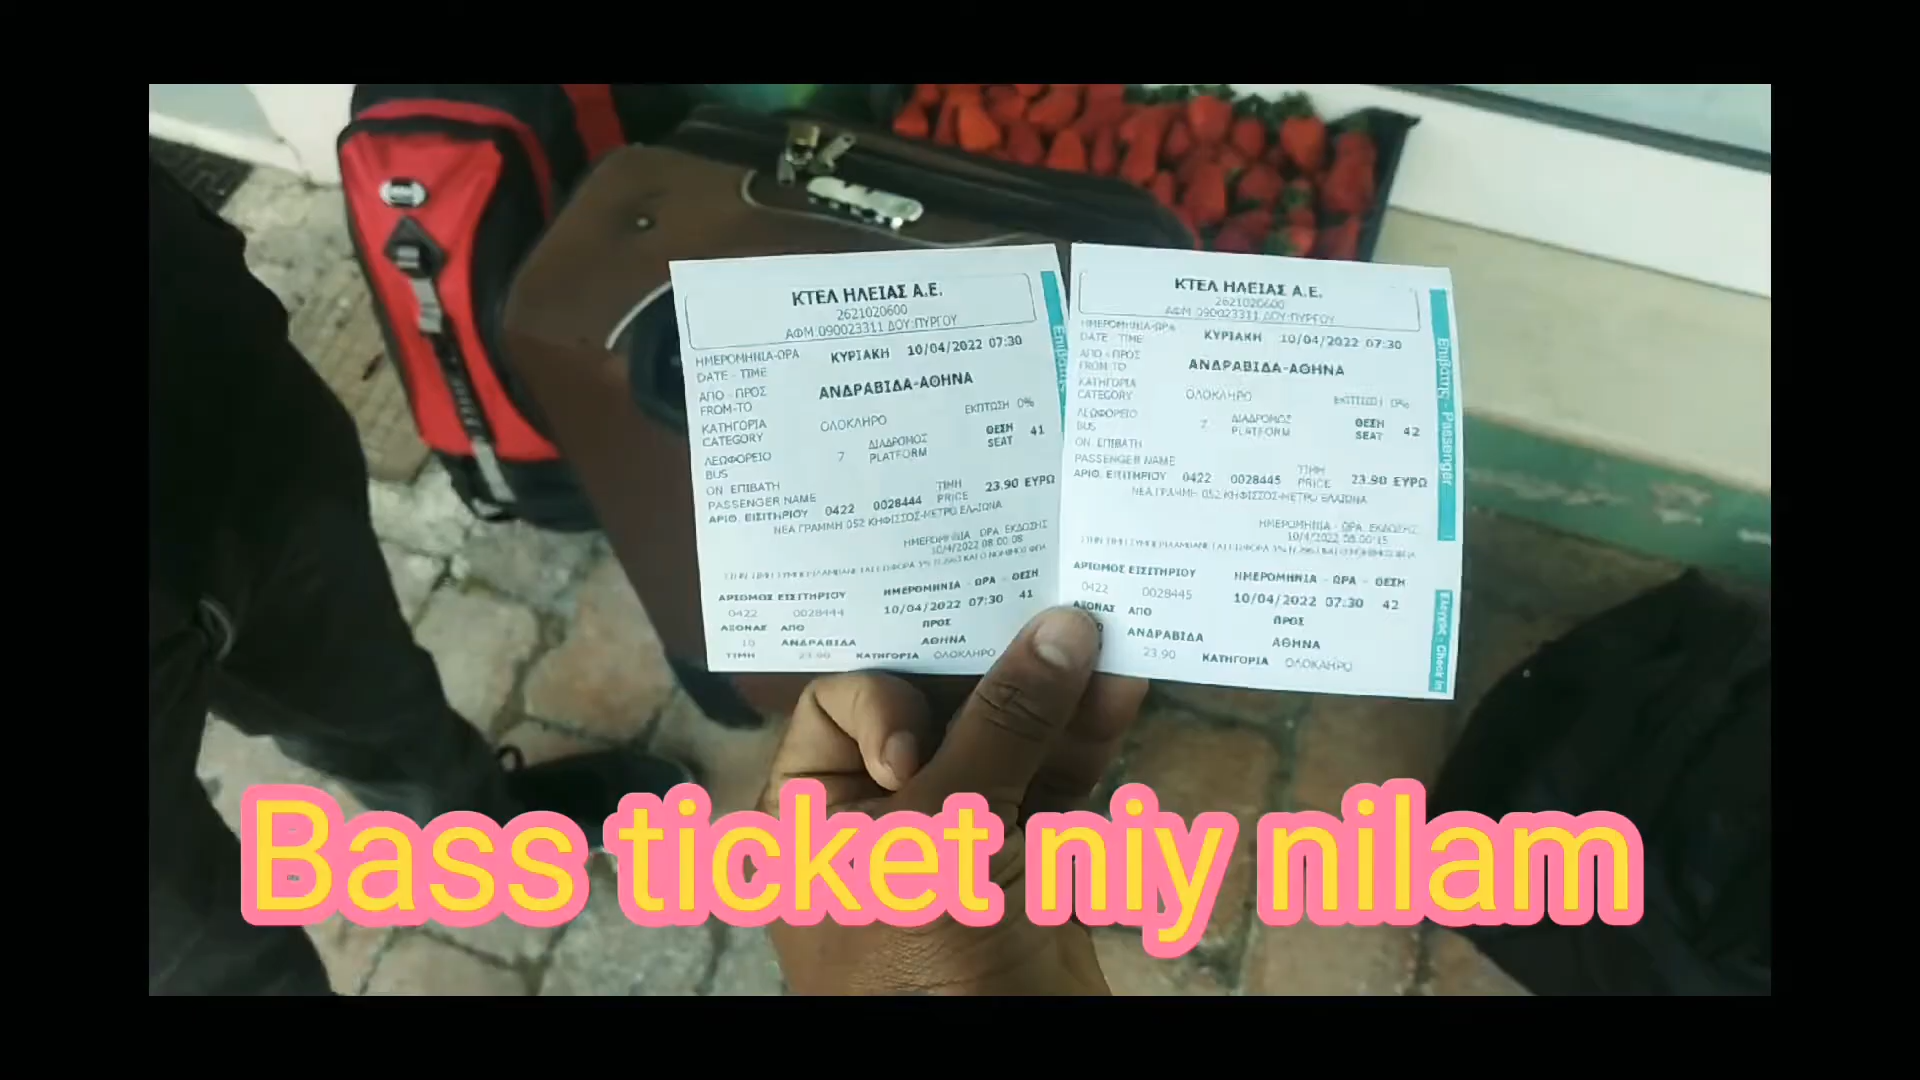 ΚΤΕΛ ΗΛΕΙΑΣ Α.Ε.
2621020600
ΑΦΜ:090023311 ΔΟΥ:ΠΥΡΓΟΥ
ΗΜΕΡΟΜΗΝΙΑ-ΩΡΑ ΚΥΡΙΑΚΗ 10/04/2022 07:30
DATE - TIME
ΑΠΟ - ΠΡΟΣ ΑΝΔΡΑΒΙΔΑ-ΑΘΗΝΑ
FROM-TO
ΚΑΤΗΓΟΡΙΑ ΟΛΟΚΛΗΡΟ ΕΚΠΤΩΣΗ 0%
CATEGORY
ΛΕΩΦΟΡΕΙΟ 7 ΔΙΑΔΡΟΜΟΣ ΘΕΣΗ 41
BUS PLATFORM SEAT
ΟΝ. ΕΠΙΒΑΤΗ
PASSENGER NAME ΤΙΜΗ
ΑΡΙΘ. ΕΙΣΙΤΗΡΙΟΥ 0422 0028444 PRICE 23.90 ΕΥΡΩ
ΝΕΑ ΓΡΑΜΜΗ 052 ΚΗΦΙΣΣΟΣ-ΜΕΤΡΟ ΕΛΑΙΩΝΑ
ΗΜΕΡΟΜΗΝΙΑ - ΩΡΑ ΕΚΔΟΣΗΣ
10/4/2022 08:00:08
ΑΡΙΘΜΟΣ ΕΙΣΙΤΗΡΙΟΥ ΗΜΕΡΟΜΗΝΙΑ - ΩΡΑ - ΘΕΣΗ
0422 0028444 10/04/2022 07:30 41
ΑΞΟΝΑΣ ΑΠΟ ΠΡΟΣ
10 ΑΝΔΡΑΒΙΔΑ ΑΘΗΝΑ
ΤΙΜΗ 23.90 ΚΑΤΗΓΟΡΙΑ ΟΛΟΚΛΗΡΟ
ΚΤΕΛ ΗΛΕΙΑΣ Α.Ε.
2621020600
ΑΦΜ:090023311 ΔΟΥ:ΠΥΡΓΟΥ
ΗΜΕΡΟΜΗΝΙΑ-ΩΡΑ ΚΥΡΙΑΚΗ 10/04/2022 07:30
DATE - TIME
ΑΠΟ - ΠΡΟΣ ΑΝΔΡΑΒΙΔΑ-ΑΘΗΝΑ
FROM-TO
ΚΑΤΗΓΟΡΙΑ ΟΛΟΚΛΗΡΟ ΕΚΠΤΩΣΗ 0%
CATEGORY
ΛΕΩΦΟΡΕΙΟ 7 ΔΙΑΔΡΟΜΟΣ ΘΕΣΗ 42
BUS PLATFORM SEAT
ΟΝ. ΕΠΙΒΑΤΗ
PASSENGER NAME ΤΙΜΗ
ΑΡΙΘ. ΕΙΣΙΤΗΡΙΟΥ 0422 0028445 PRICE 23.90 ΕΥΡΩ
ΝΕΑ ΓΡΑΜΜΗ 052 ΚΗΦΙΣΣΟΣ-ΜΕΤΡΟ ΕΛΑΙΩΝΑ
ΗΜΕΡΟΜΗΝΙΑ - ΩΡΑ ΕΚΔΟΣΗΣ
10/4/2022 08:00:15
ΑΡΙΘΜΟΣ ΕΙΣΙΤΗΡΙΟΥ ΗΜΕΡΟΜΗΝΙΑ - ΩΡΑ - ΘΕΣΗ
0422 0028445 10/04/2022 07:30 42
ΑΞΟΝΑΣ ΑΠΟ ΠΡΟΣ
ΑΝΔΡΑΒΙΔΑ ΑΘΗΝΑ
23.90 ΚΑΤΗΓΟΡΙΑ ΟΛΟΚΛΗΡΟ
Επιβάτης - Passenger
Έλεγχος - Check in
Bass ticket niy nilam